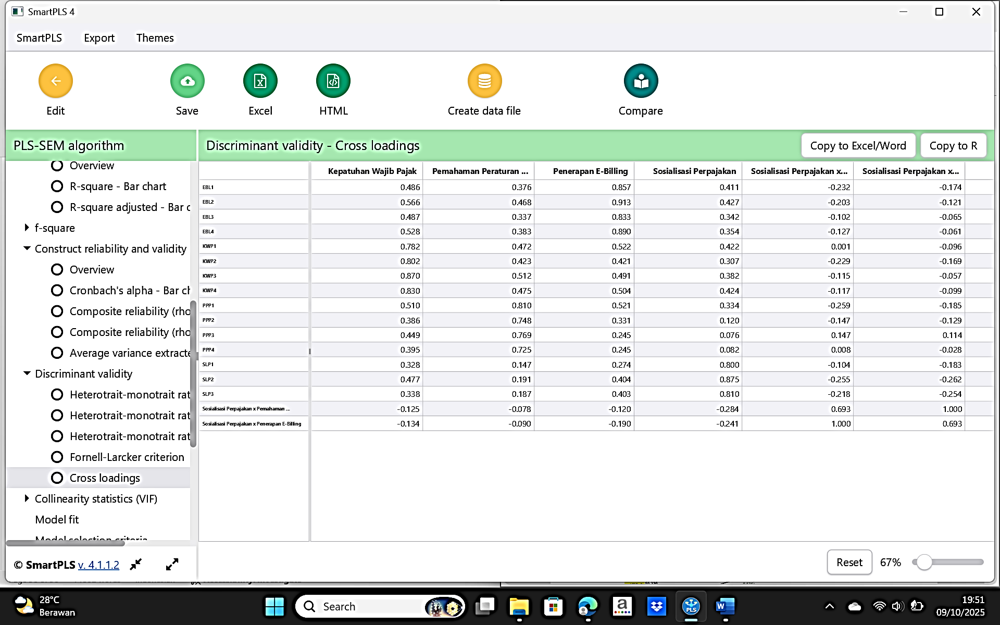 SmartPLS 4
SmartPLS Export Themes
Edit Save Excel HTML Create data file Compare
PLS-SEM algorithm
Discriminant validity - Cross loadings Copy to Excel/Word Copy to R
Overview
R-square - Bar chart
R-square adjusted - Bar c
f-square
Construct reliability and validity
Overview
Cronbach's alpha - Bar ch
Composite reliability (rho
Composite reliability (rho
Average variance extracte
Discriminant validity
Heterotrait-monotrait rat
Heterotrait-monotrait rat
Heterotrait-monotrait rat
Fornell-Larcker criterion
Cross loadings
Collinearity statistics (VIF)
Model fit
Model selection criteria
© SmartPLS v. 4.1.1.2
Kepatuhan Wajib Pajak Pemahaman Peraturan ... Penerapan E-Billing Sosialisasi Perpajakan Sosialisasi Perpajakan x... Sosialisasi Perpajakan x...
EBL1 0.486 0.376 0.857 0.411 -0.232 -0.174
EBL2 0.566 0.468 0.913 0.427 -0.203 -0.121
EBL3 0.487 0.337 0.833 0.342 -0.102 -0.065
EBL4 0.528 0.383 0.890 0.354 -0.127 -0.061
KWP1 0.782 0.472 0.522 0.422 0.001 -0.096
KWP2 0.802 0.423 0.421 0.307 -0.229 -0.169
KWP3 0.870 0.512 0.491 0.382 -0.115 -0.057
KWP4 0.830 0.475 0.504 0.424 -0.117 -0.099
PPP1 0.510 0.810 0.521 0.334 -0.259 -0.185
PPP2 0.386 0.748 0.331 0.120 -0.147 -0.129
PPP3 0.449 0.769 0.245 0.076 0.147 0.114
PPP4 0.395 0.725 0.245 0.082 0.008 -0.028
SLP1 0.328 0.147 0.274 0.800 -0.104 -0.183
SLP2 0.477 0.191 0.404 0.875 -0.255 -0.262
SLP3 0.338 0.187 0.403 0.810 -0.218 -0.254
Sosialisasi Perpajakan x Pemahaman ... -0.125 -0.078 -0.120 -0.284 0.693 1.000
Sosialisasi Perpajakan x Penerapan E-Billing -0.134 -0.090 -0.190 -0.241 1.000 0.693
Reset 67%
28°C
Berawan
Search
a
PLS
W
19:51
09/10/2025